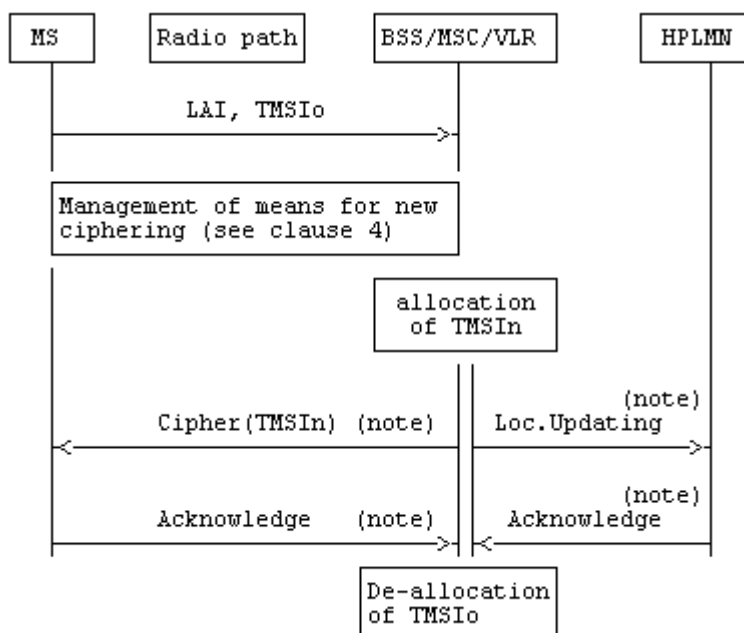 MS Radio path BSS/MSC/VLR HPLMN
LAI, TMSIo
Management of means for new
ciphering (see clause 4)
allocation
of TMSIn
(note)
Cipher(TMSIn) (note) Loc.Updating
(note)
Acknowledge (note) Acknowledge
De-allocation
of TMSIo